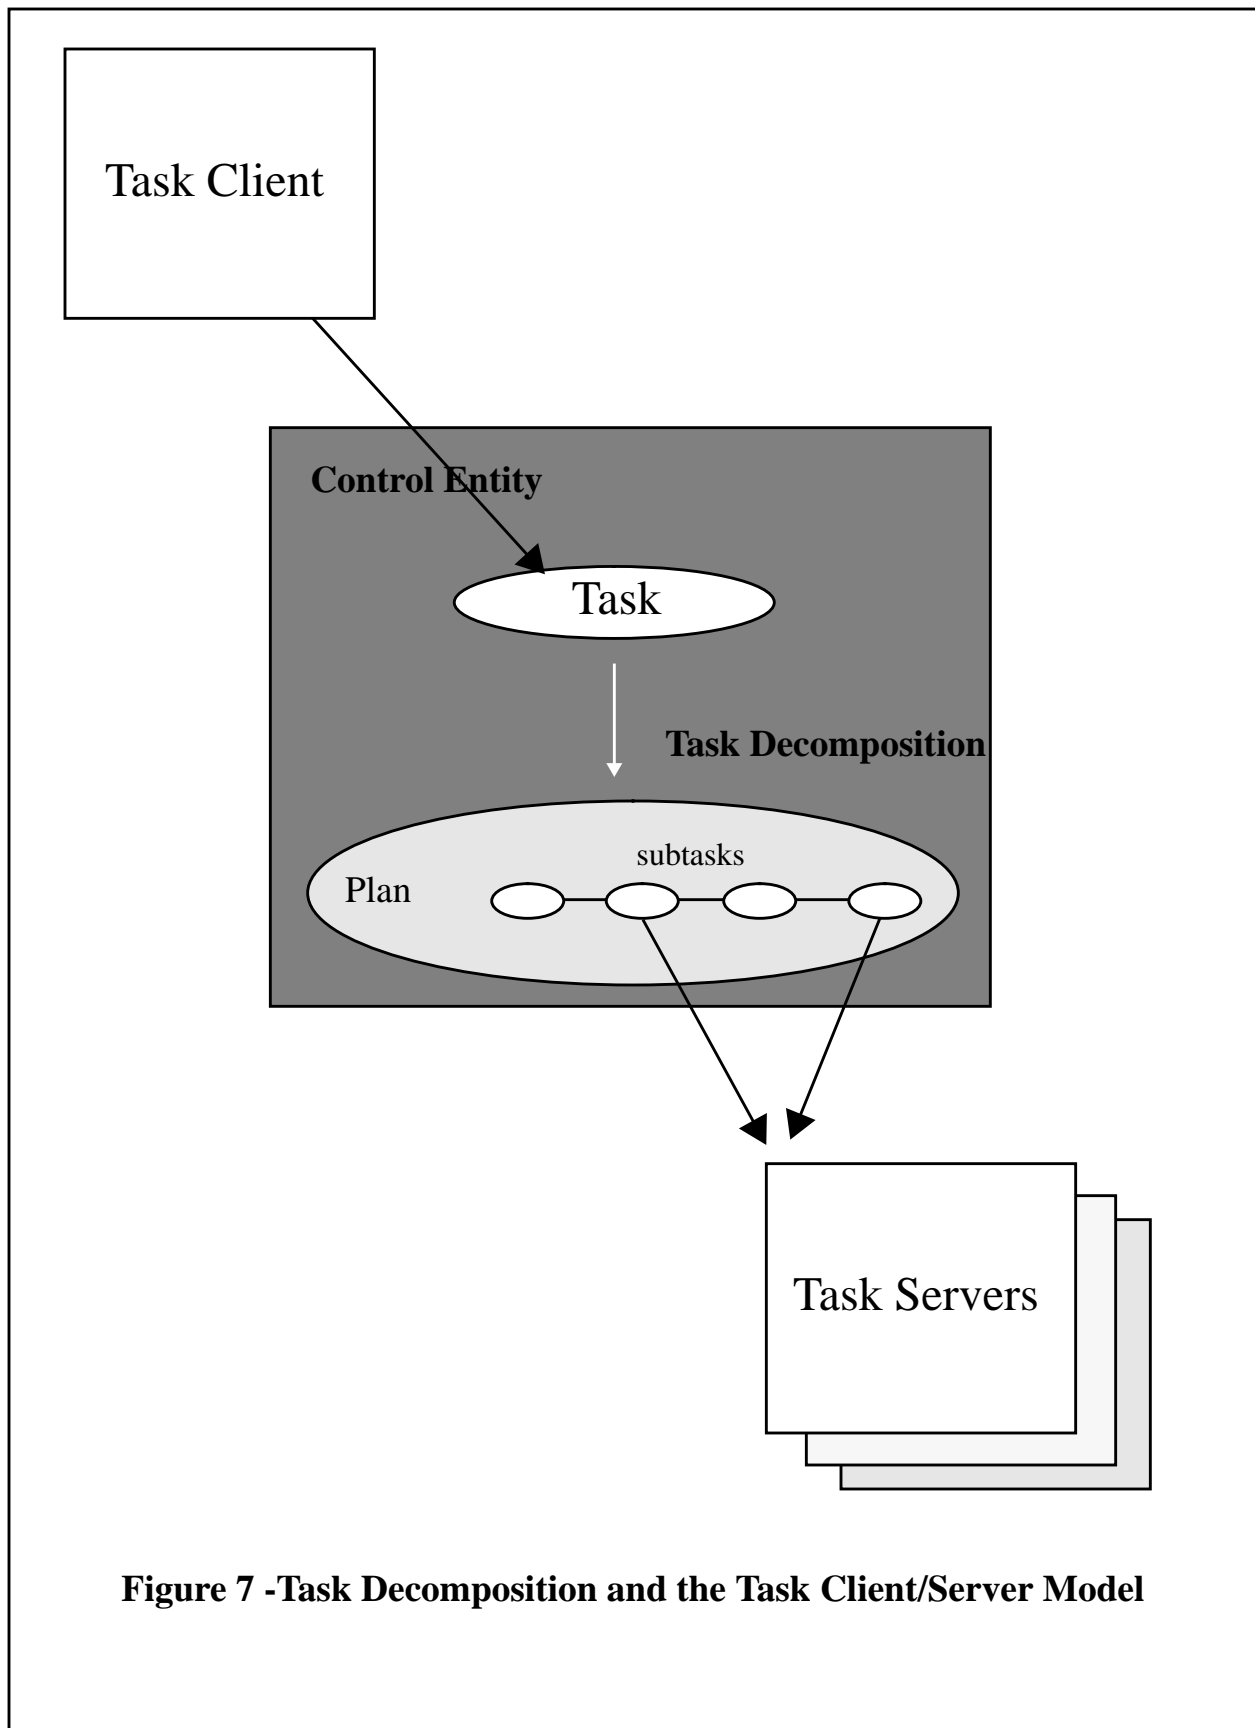 Task Client
Control Entity
Task
Task Decomposition
subtasks
Plan
Task Servers
Figure 7 -Task Decomposition and the Task Client/Server Model